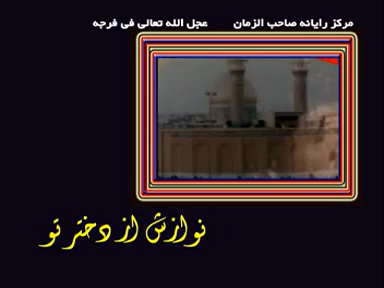 مرکز رایانه صاحب الزمان عجل الله تعالی فی فرجه
نوازش از دختر تو